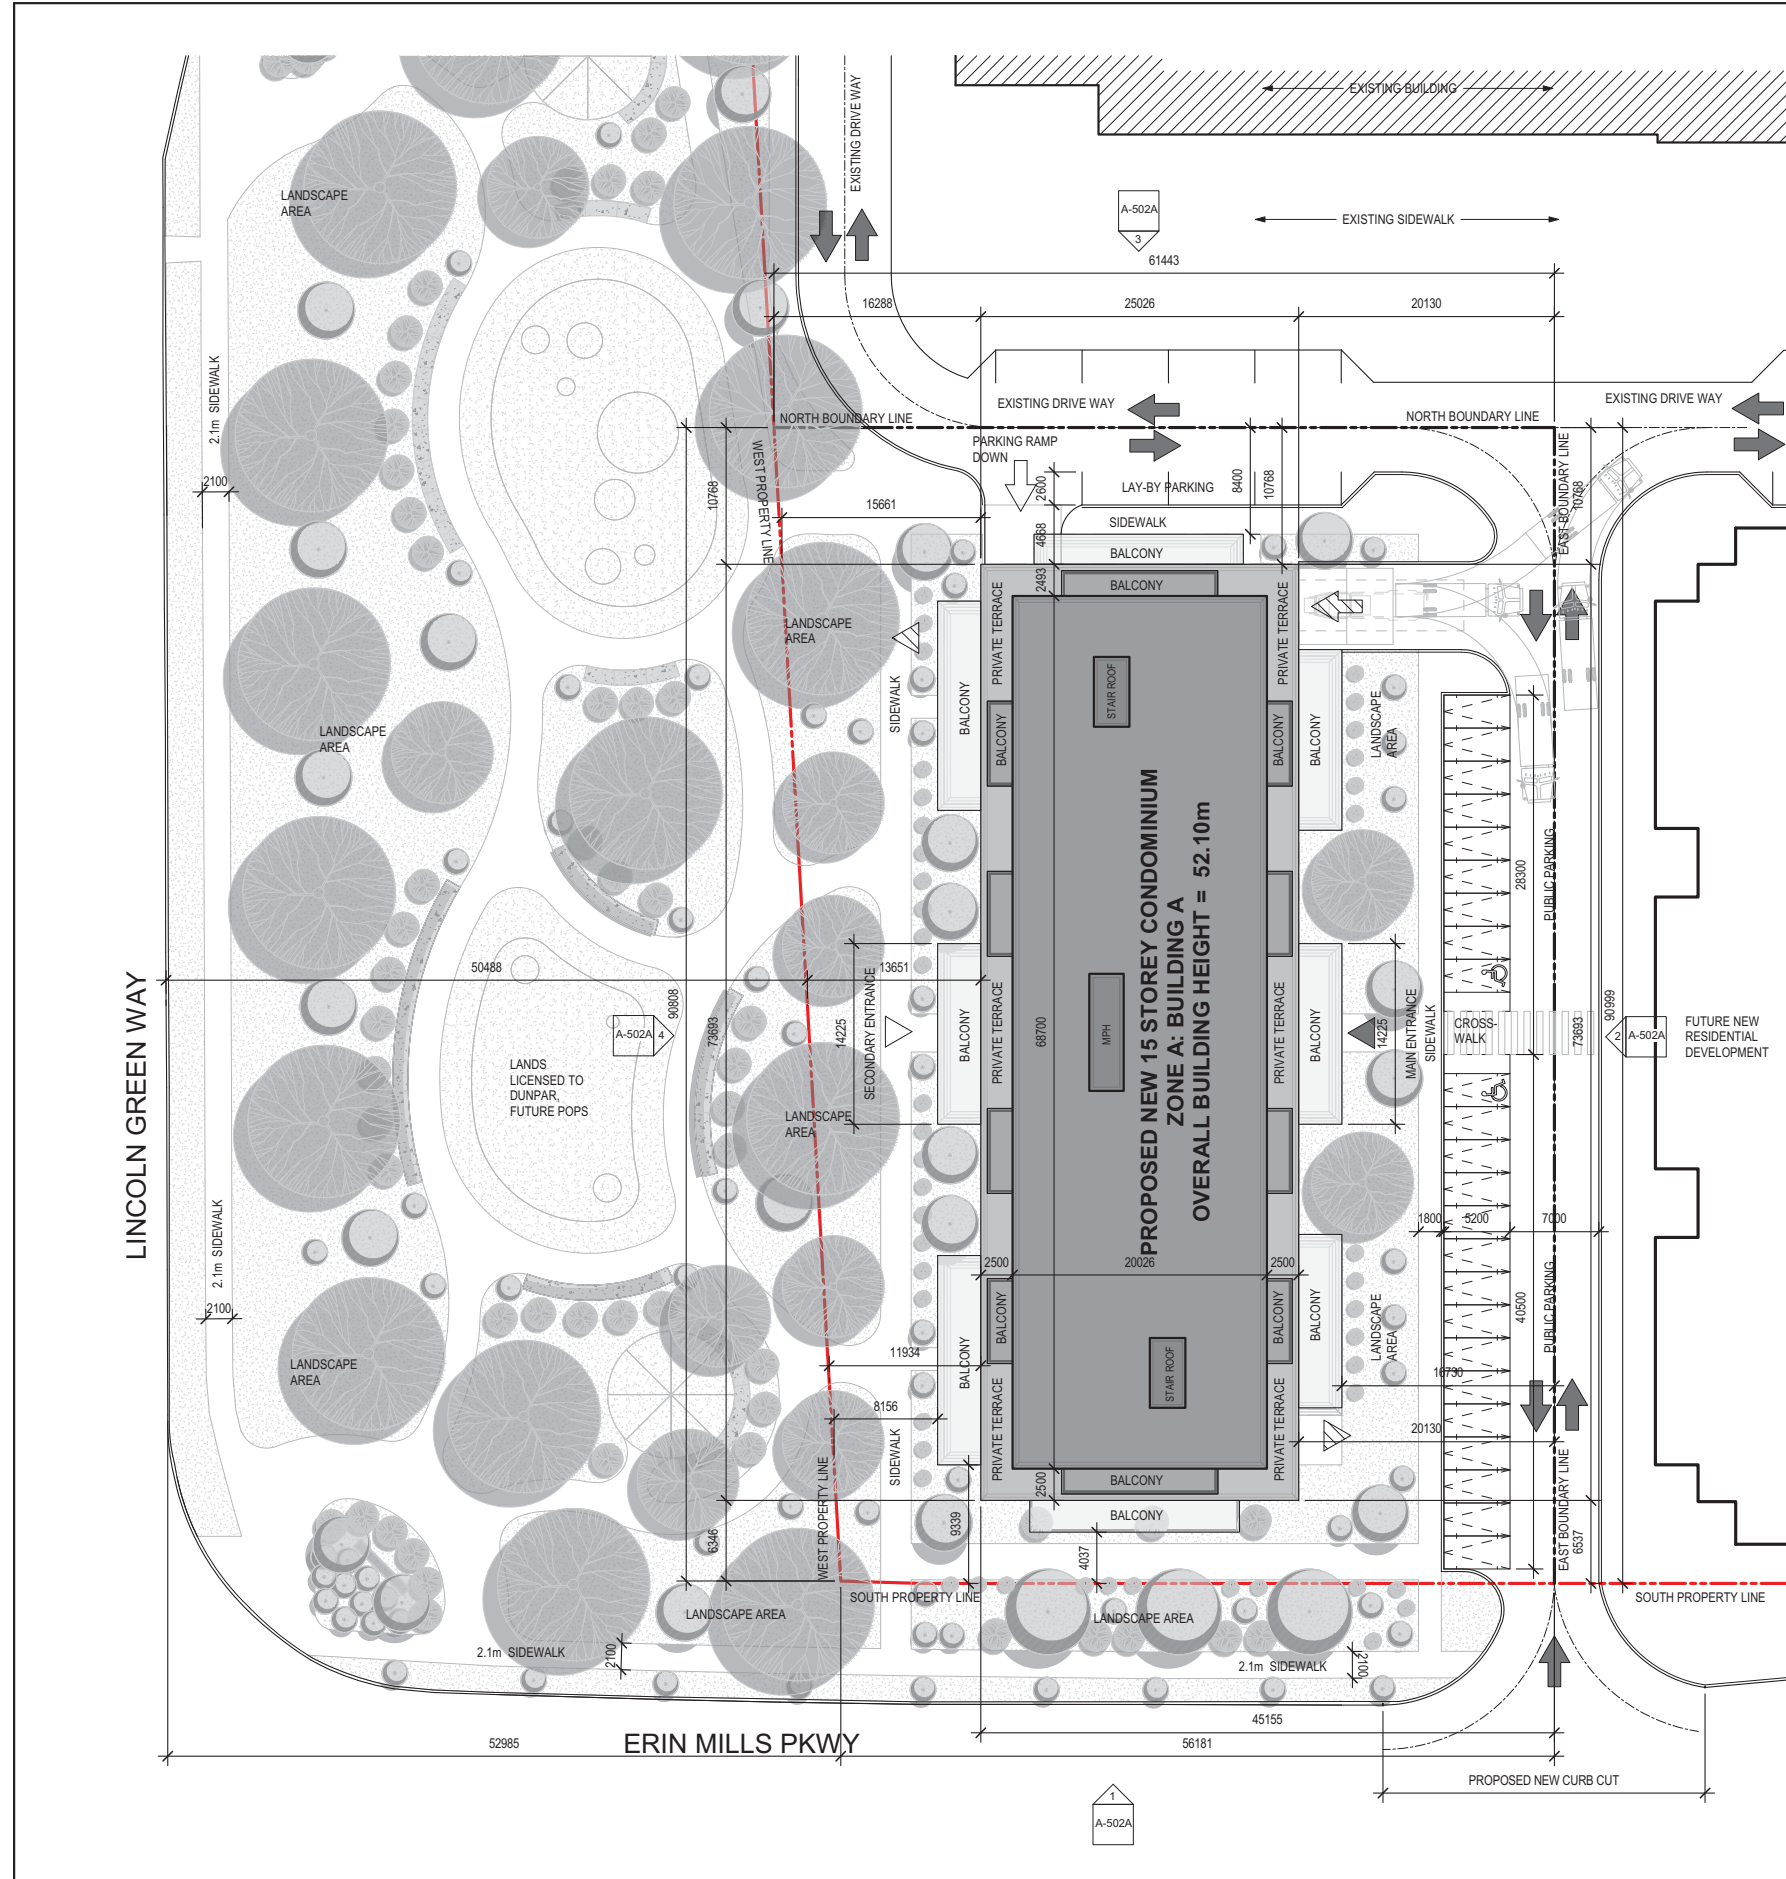 EXISTING BUILDING
EXISTING DRIVE WAY
LANDSCAPE
AREA
A-502A
3
EXISTING SIDEWALK
61443
16288
25026
20130
2.1m SIDEWALK
2100
NORTH BOUNDARY LINE
EXISTING DRIVE WAY
NORTH BOUNDARY LINE
EXISTING DRIVE WAY
PARKING RAMP
DOWN
WEST PROPERTY LINE
EAST BOUNDARY LINE
10768
15661
2600
LAY-BY PARKING
8400
10768
10788
SIDEWALK
4668
BALCONY
2493
BALCONY
PRIVATE TERRACE
PRIVATE TERRACE
LANDSCAPE
AREA
SIDEWALK
BALCONY
BALCONY
STAIR ROOF
BALCONY
BALCONY
LANDSCAPE
AREA
LANDSCAPE
AREA
28300
PUBLIC PARKING
PROPOSED NEW 15 STOREY CONDOMINIUM
ZONE A: BUILDING A
OVERALL BUILDING HEIGHT = 52.10m
LINCOLN GREEN WAY
50488
13651
90808
73693
14225
SECONDARY ENTRANCE
A-502A
4
BALCONY
PRIVATE TERRACE
68700
MPH
PRIVATE TERRACE
BALCONY
14225
MAIN ENTRANCE
SIDEWALK
CROSS-
WALK
73693
90999
2
A-502A
FUTURE NEW
RESIDENTIAL
DEVELOPMENT
LANDS
LICENSED TO
DUNPAR,
FUTURE POPS
LANDSCAPE
AREA
2.1m SIDEWALK
2100
1800
5200
7000
2500
20026
2500
BALCONY
BALCONY
BALCONY
BALCONY
LANDSCAPE
AREA
40500
PUBLIC PARKING
LANDSCAPE
AREA
11934
STAIR ROOF
16730
8156
20130
SIDEWALK
PRIVATE TERRACE
PRIVATE TERRACE
WEST PROPERTY LINE
EAST BOUNDARY LINE
2500
BALCONY
BALCONY
6346
9339
4037
6537
SOUTH PROPERTY LINE
SOUTH PROPERTY LINE
LANDSCAPE AREA
LANDSCAPE AREA
2.1m SIDEWALK
2100
2.1m SIDEWALK
2100
45155
52985
ERIN MILLS PKWY
56181
PROPOSED NEW CURB CUT
1
A-502A